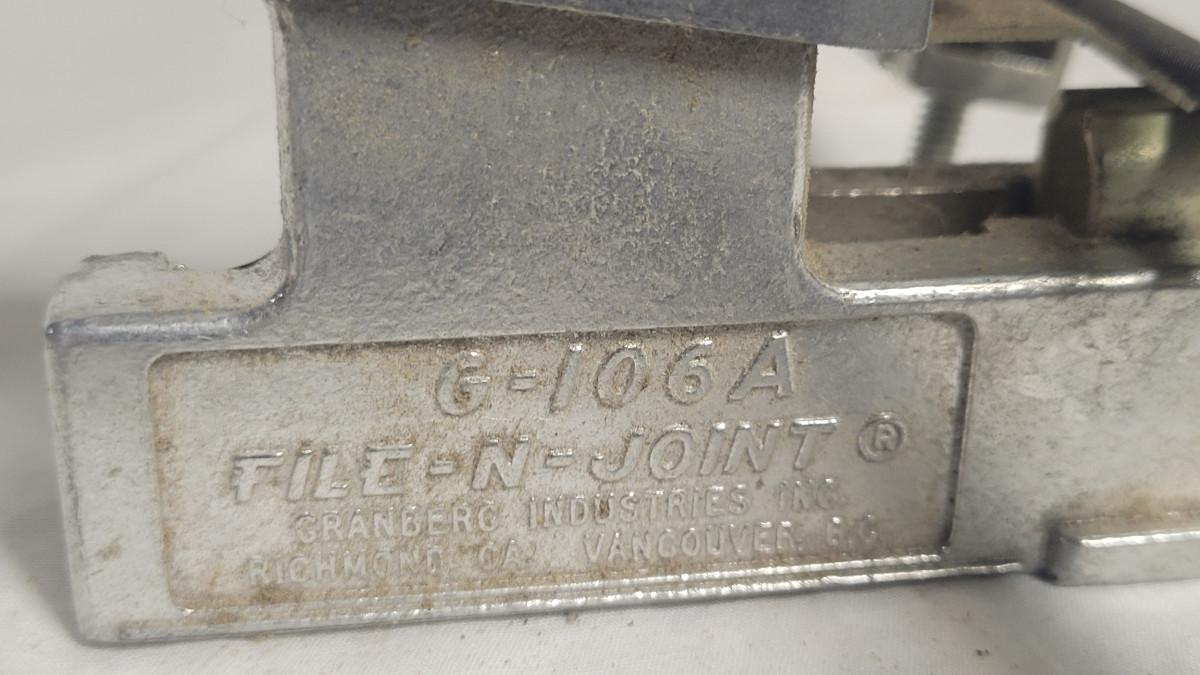 G-106A
FILE-N-JOINT ®
GRANBERG INDUSTRIES INC.
RICHMOND, CA. VANCOUVER, B.C.